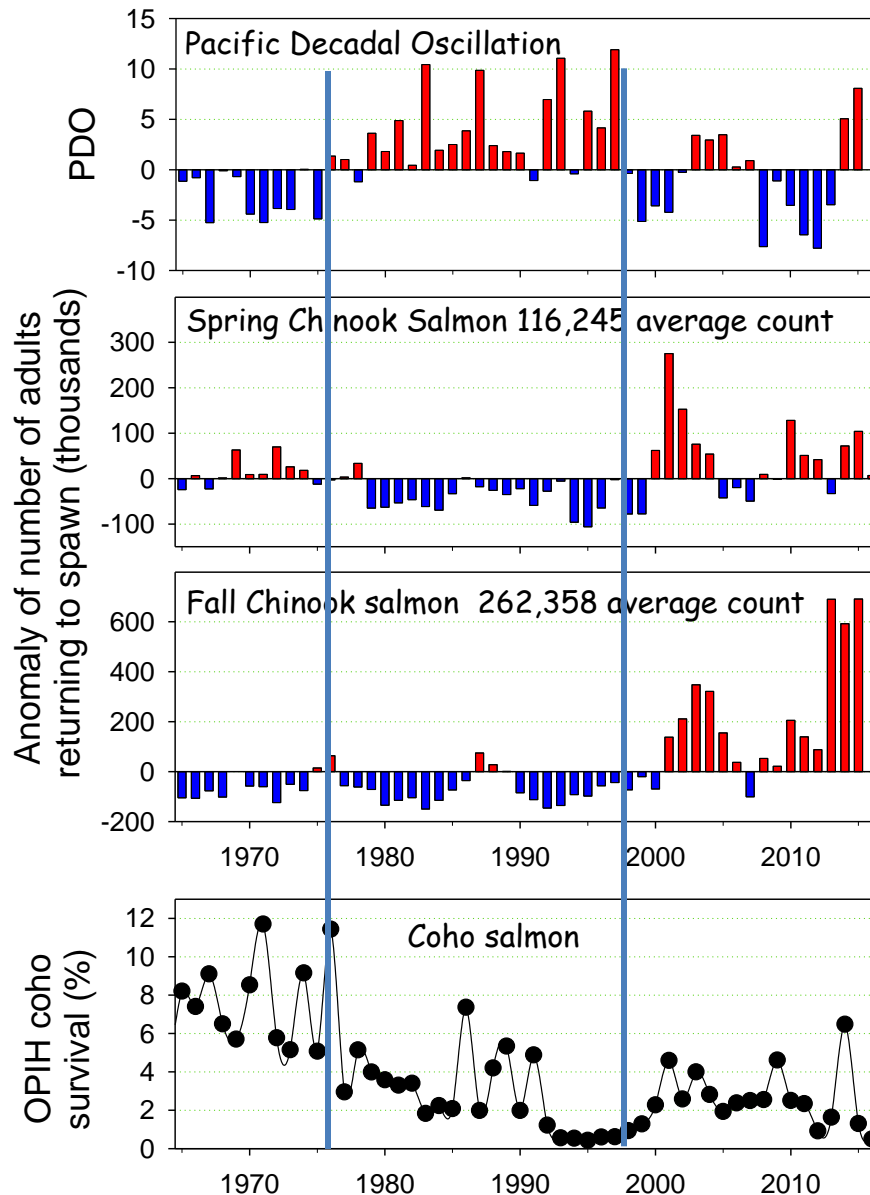 Pacific Decadal Oscillation
PDO
15
10
5
0
-5
-10
Anomaly of number of adults
returning to spawn (thousands)
Spring Chinook Salmon 116,245 average count
300
200
100
0
-100
Fall Chinook salmon 262,358 average count
600
400
200
0
-200
1970 1980 1990 2000 2010
Coho salmon
OPIH coho
survival (%)
12
10
8
6
4
2
0
1970 1980 1990 2000 2010